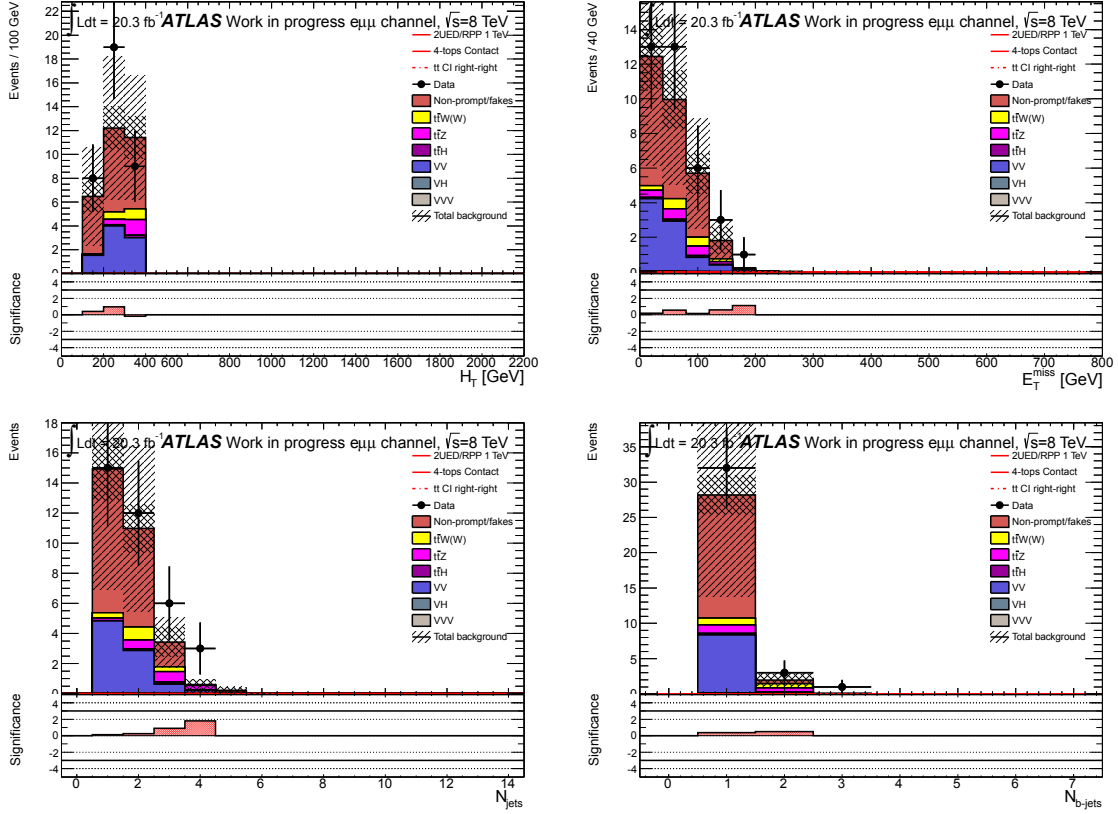 ∫ Ldt = 20.3 fb⁻¹ ATLAS Work in progress eμμ channel, √s=8 TeV
Events / 100 GeV
22
20
18
16
14
12
10
8
6
4
2
0
2UED/RPP 1 TeV
4-tops Contact
tt CI right-right
Data
Non-prompt/fakes
tt̄W(W)
tt̄Z
tt̄H
VV
VH
VVV
Total background
Significance
4
2
0
-2
-4
0 200 400 600 800 1000 1200 1400 1600 1800 2000 2200
H_T [GeV]
∫ Ldt = 20.3 fb⁻¹ ATLAS Work in progress eμμ channel, √s=8 TeV
Events / 40 GeV
14
12
10
8
6
4
2
0
2UED/RPP 1 TeV
4-tops Contact
tt CI right-right
Data
Non-prompt/fakes
tt̄W(W)
tt̄Z
tt̄H
VV
VH
VVV
Total background
Significance
4
2
0
-2
-4
0 100 200 300 400 500 600 700 800
E_T^miss [GeV]
∫ Ldt = 20.3 fb⁻¹ ATLAS Work in progress eμμ channel, √s=8 TeV
Events
18
16
14
12
10
8
6
4
2
0
2UED/RPP 1 TeV
4-tops Contact
tt CI right-right
Data
Non-prompt/fakes
tt̄W(W)
tt̄Z
tt̄H
VV
VH
VVV
Total background
Significance
4
2
0
-2
-4
0 2 4 6 8 10 12 14
N_jets
∫ Ldt = 20.3 fb⁻¹ ATLAS Work in progress eμμ channel, √s=8 TeV
Events
35
30
25
20
15
10
5
0
2UED/RPP 1 TeV
4-tops Contact
tt CI right-right
Data
Non-prompt/fakes
tt̄W(W)
tt̄Z
tt̄H
VV
VH
VVV
Total background
Significance
4
2
0
-2
-4
0 1 2 3 4 5 6 7
N_b-jets